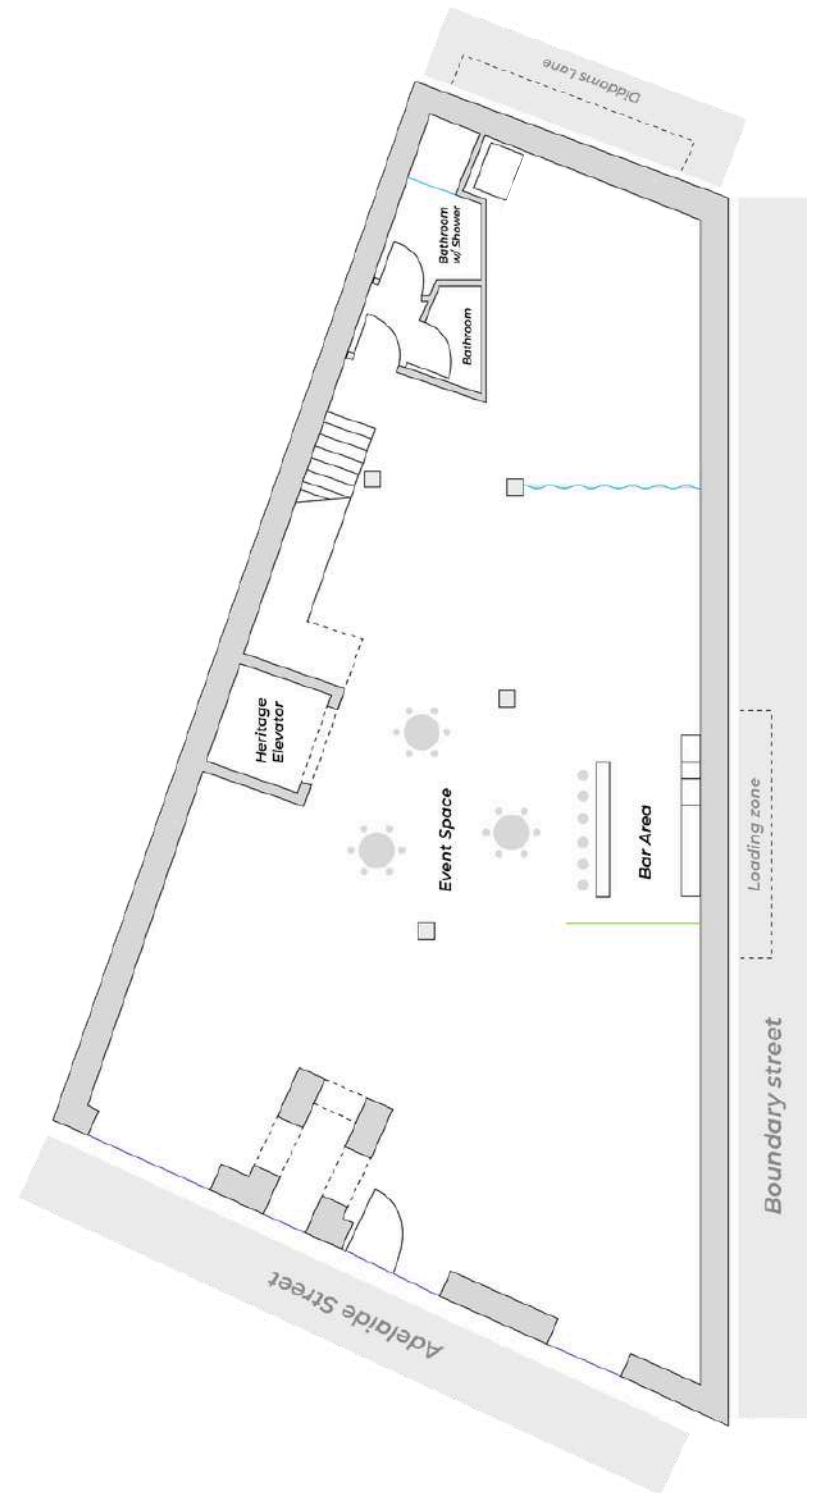 Diddams Lane
Bathroom
w/ Shower
Bathroom
Heritage
Elevator
Event Space
Bar Area
Loading zone
Boundary street
Adelaide Street